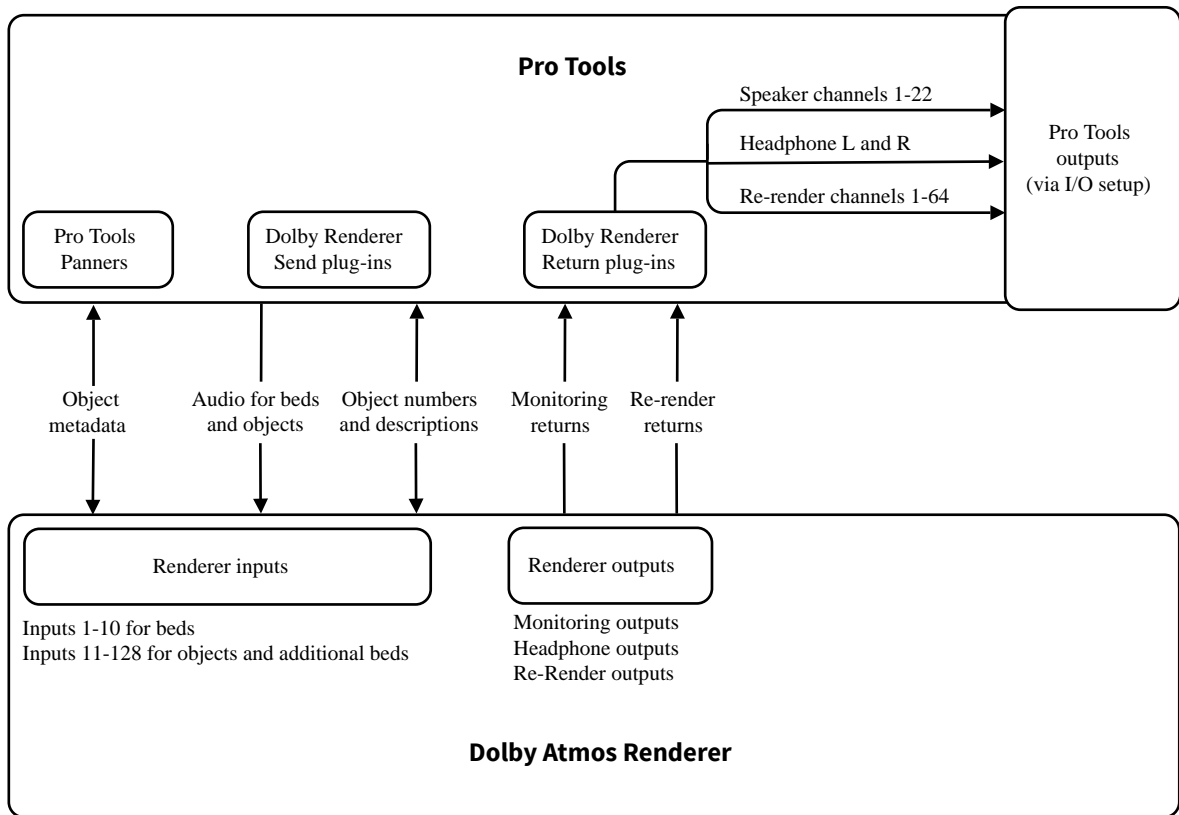 Pro Tools
Speaker channels 1-22
Headphone L and R
Re-render channels 1-64
Pro Tools
outputs
(via I/O setup)
Pro Tools
Panners
Dolby Renderer
Send plug-ins
Dolby Renderer
Return plug-ins
Object
metadata
Audio for beds
and objects
Object numbers
and descriptions
Monitoring
returns
Re-render
returns
Renderer inputs
Renderer outputs
Inputs 1-10 for beds
Inputs 11-128 for objects and additional beds
Monitoring outputs
Headphone outputs
Re-Render outputs
Dolby Atmos Renderer